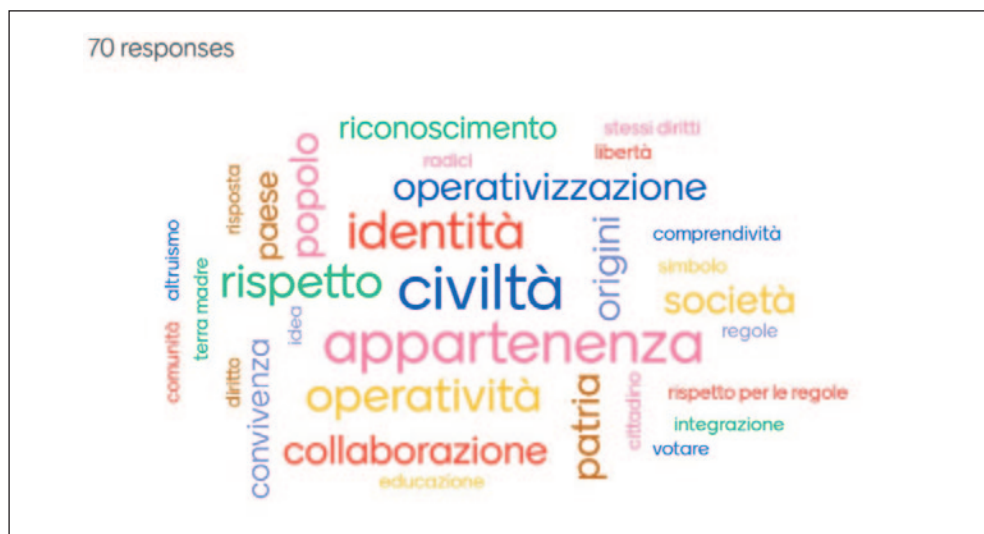 70 responses
riconoscimento
stessi diritti
libertà
radici
popolo
risposta
paese
operativizzazione
identità
origini
comprendività
altruismo
terra madre
rispetto
civiltà
simbolo
società
regole
idea
comunità
appartenenza
diritto
convivenza
operatività
patria
cittadino
rispetto per le regole
integrazione
collaborazione
votare
educazione